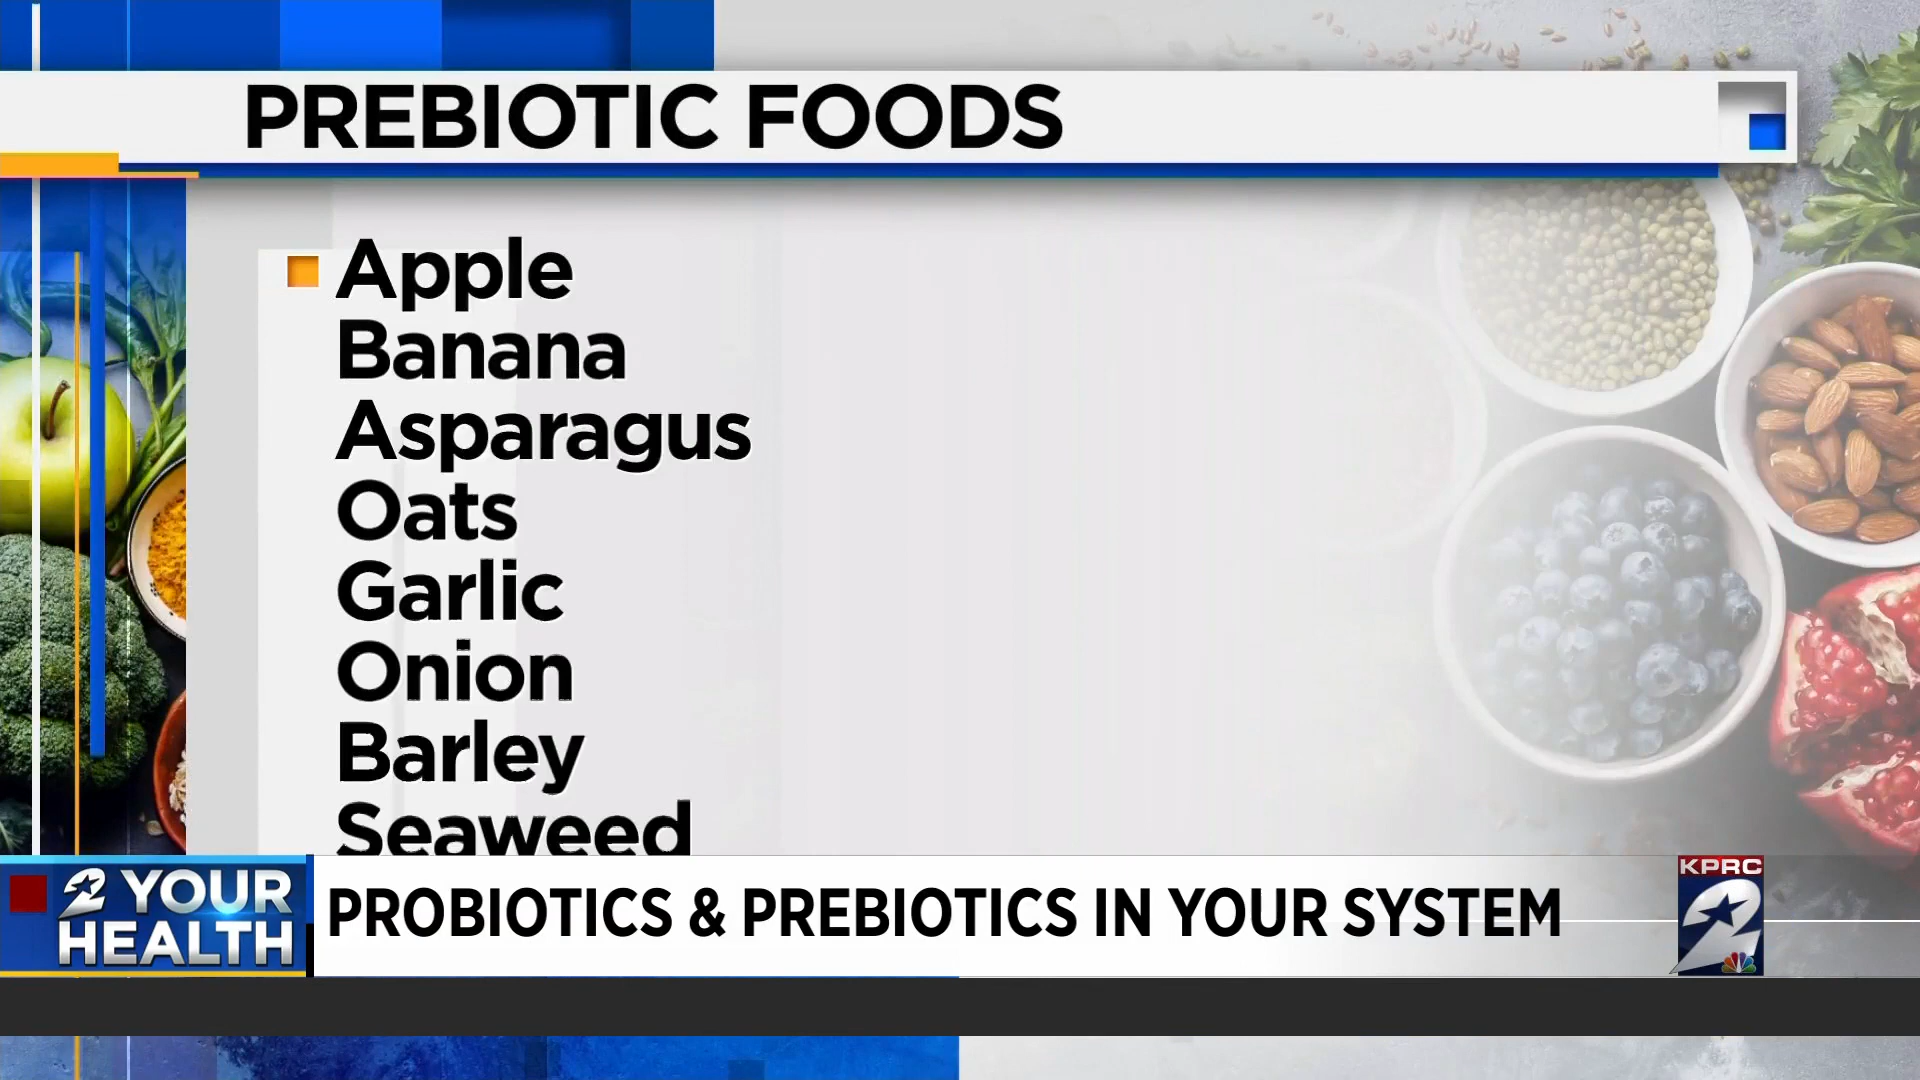 PREBIOTIC FOODS
Apple
Banana
Asparagus
Oats
Garlic
Onion
Barley
Seaweed
2 YOUR
HEALTH
PROBIOTICS & PREBIOTICS IN YOUR SYSTEM
KPRC
2